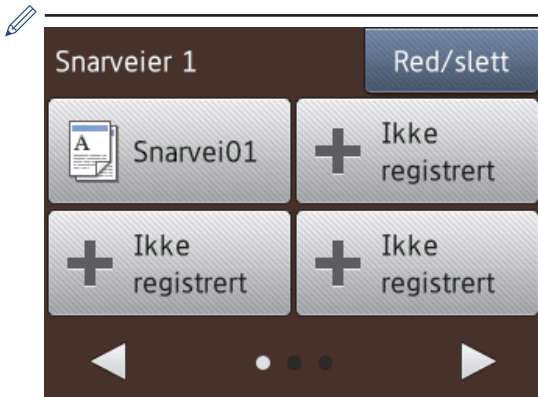 Snarveier 1
Red/slett
A
Snarvei01
Ikke
registrert
Ikke
registrert
Ikke
registrert